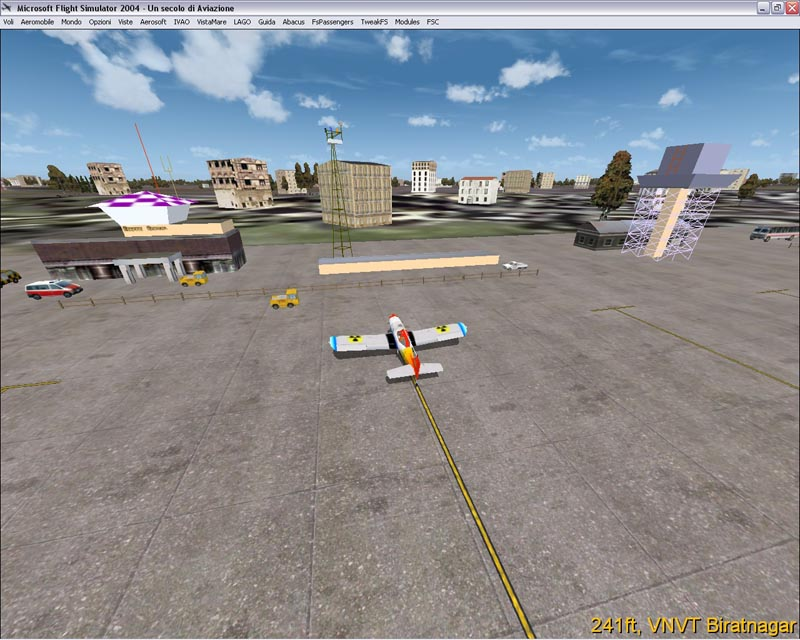 Microsoft Flight Simulator 2004 - Un secolo di Aviazione
Voli Aeromobile Mondo Opzioni Viste Aerosoft IVAO VistaMare LAGO Guida Abacus FsPassengers TweakFS Modules FSC
241ft, VNVT Biratnagar